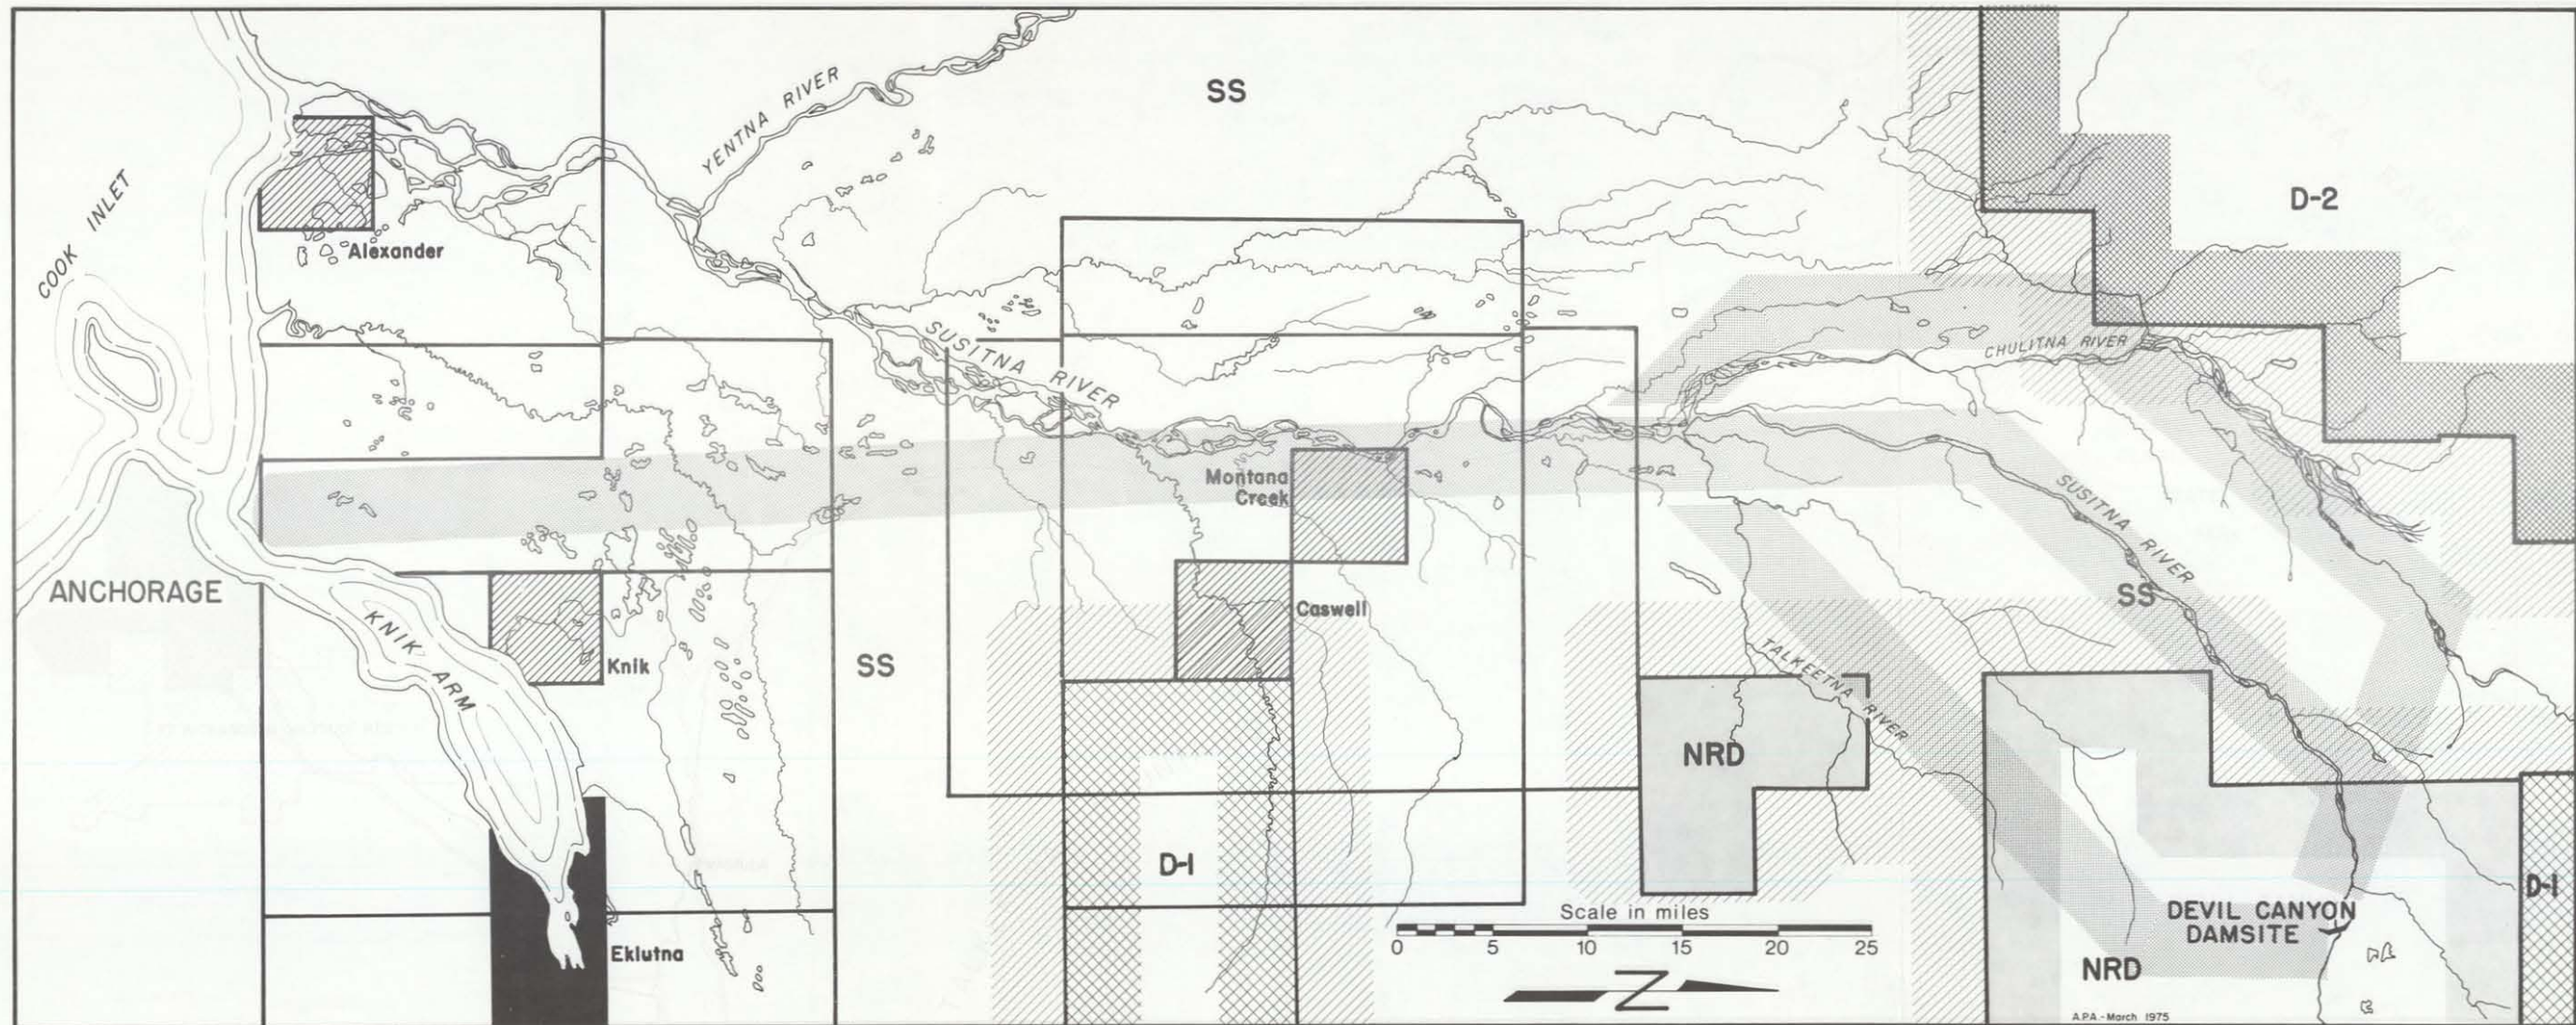 SS
YENTNA RIVER
D-2
COOK INLET
Alexander
SUSITNA RIVER
CHULITNA RIVER
Montana
Creek
SUSITNA RIVER
ANCHORAGE
KNIK ARM
Caswell
SS
Knik
SS
TALKEETNA RIVER
NRD
D-1
D-1
DEVIL CANYON
DAMSITE
Scale in miles
0 5 10 15 20 25
Eklutna
N
NRD
A.P.A. - March 1975